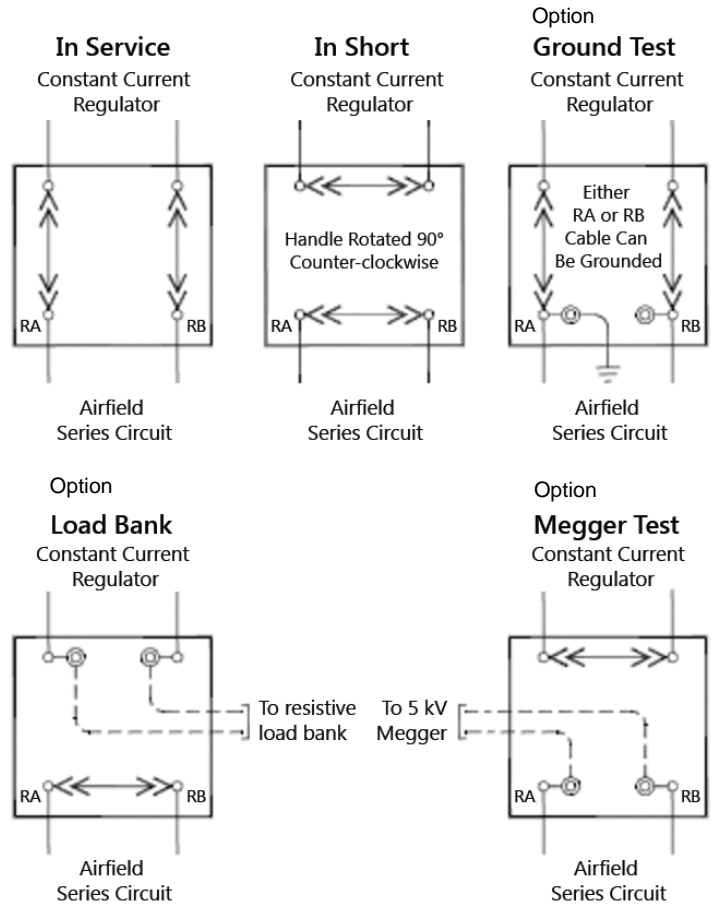 In Service
Constant Current
Regulator
RA
RB
Airfield
Series Circuit
In Short
Constant Current
Regulator
Handle Rotated 90°
Counter-clockwise
RA
RB
Airfield
Series Circuit
Option
Ground Test
Constant Current
Regulator
Either
RA or RB
Cable Can
Be Grounded
RA
RB
Airfield
Series Circuit
Option
Load Bank
Constant Current
Regulator
To resistive
load bank
RA
RB
Airfield
Series Circuit
Option
Megger Test
Constant Current
Regulator
To 5 kV
Megger
RA
RB
Airfield
Series Circuit